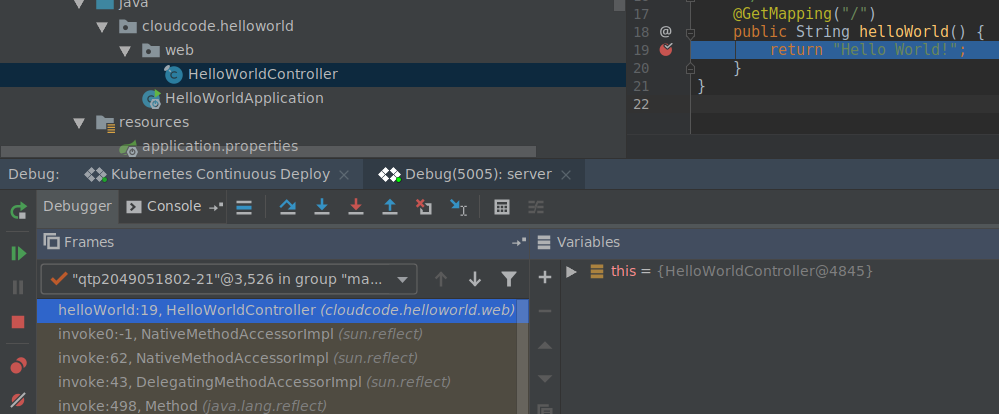 java
cloudcode.helloworld
web
HelloWorldController
HelloWorldApplication
resources
application.properties
17 @GetMapping("/")
18 @ public String helloWorld() {
19 return "Hello World!";
20 }
21 }
22
Debug: Kubernetes Continuous Deploy × Debug(5005): server ×
Debugger Console
Frames
Variables
"qtp2049051802-21"@3,526 in group "ma...
this = {HelloWorldController@4845}
helloWorld:19, HelloWorldController (cloudcode.helloworld.web)
invoke0:-1, NativeMethodAccessorImpl (sun.reflect)
invoke:62, NativeMethodAccessorImpl (sun.reflect)
invoke:43, DelegatingMethodAccessorImpl (sun.reflect)
invoke:498, Method (java.lang.reflect)